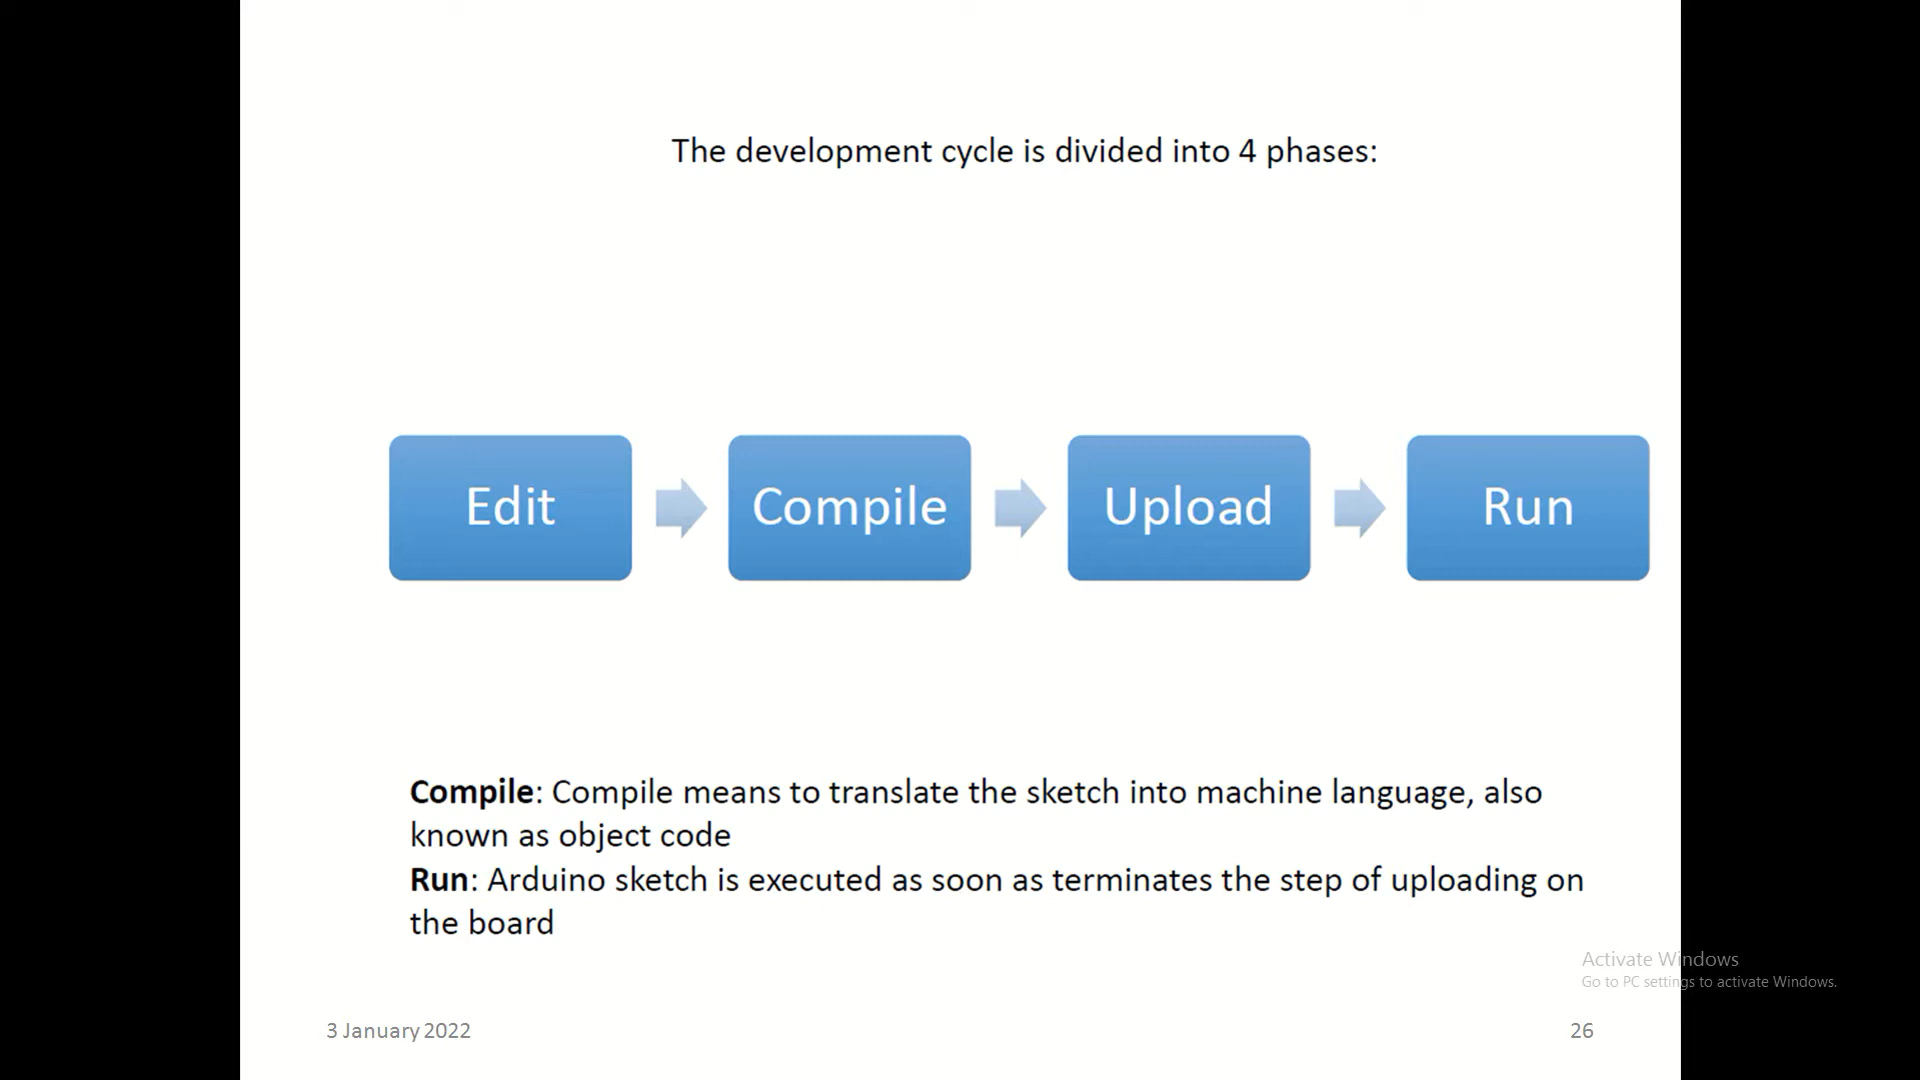 The development cycle is divided into 4 phases:
Edit
Compile
Upload
Run
Compile: Compile means to translate the sketch into machine language, also
known as object code
Run: Arduino sketch is executed as soon as terminates the step of uploading on
the board
Activate Windows
Go to PC settings to activate Windows.
3 January 2022
26